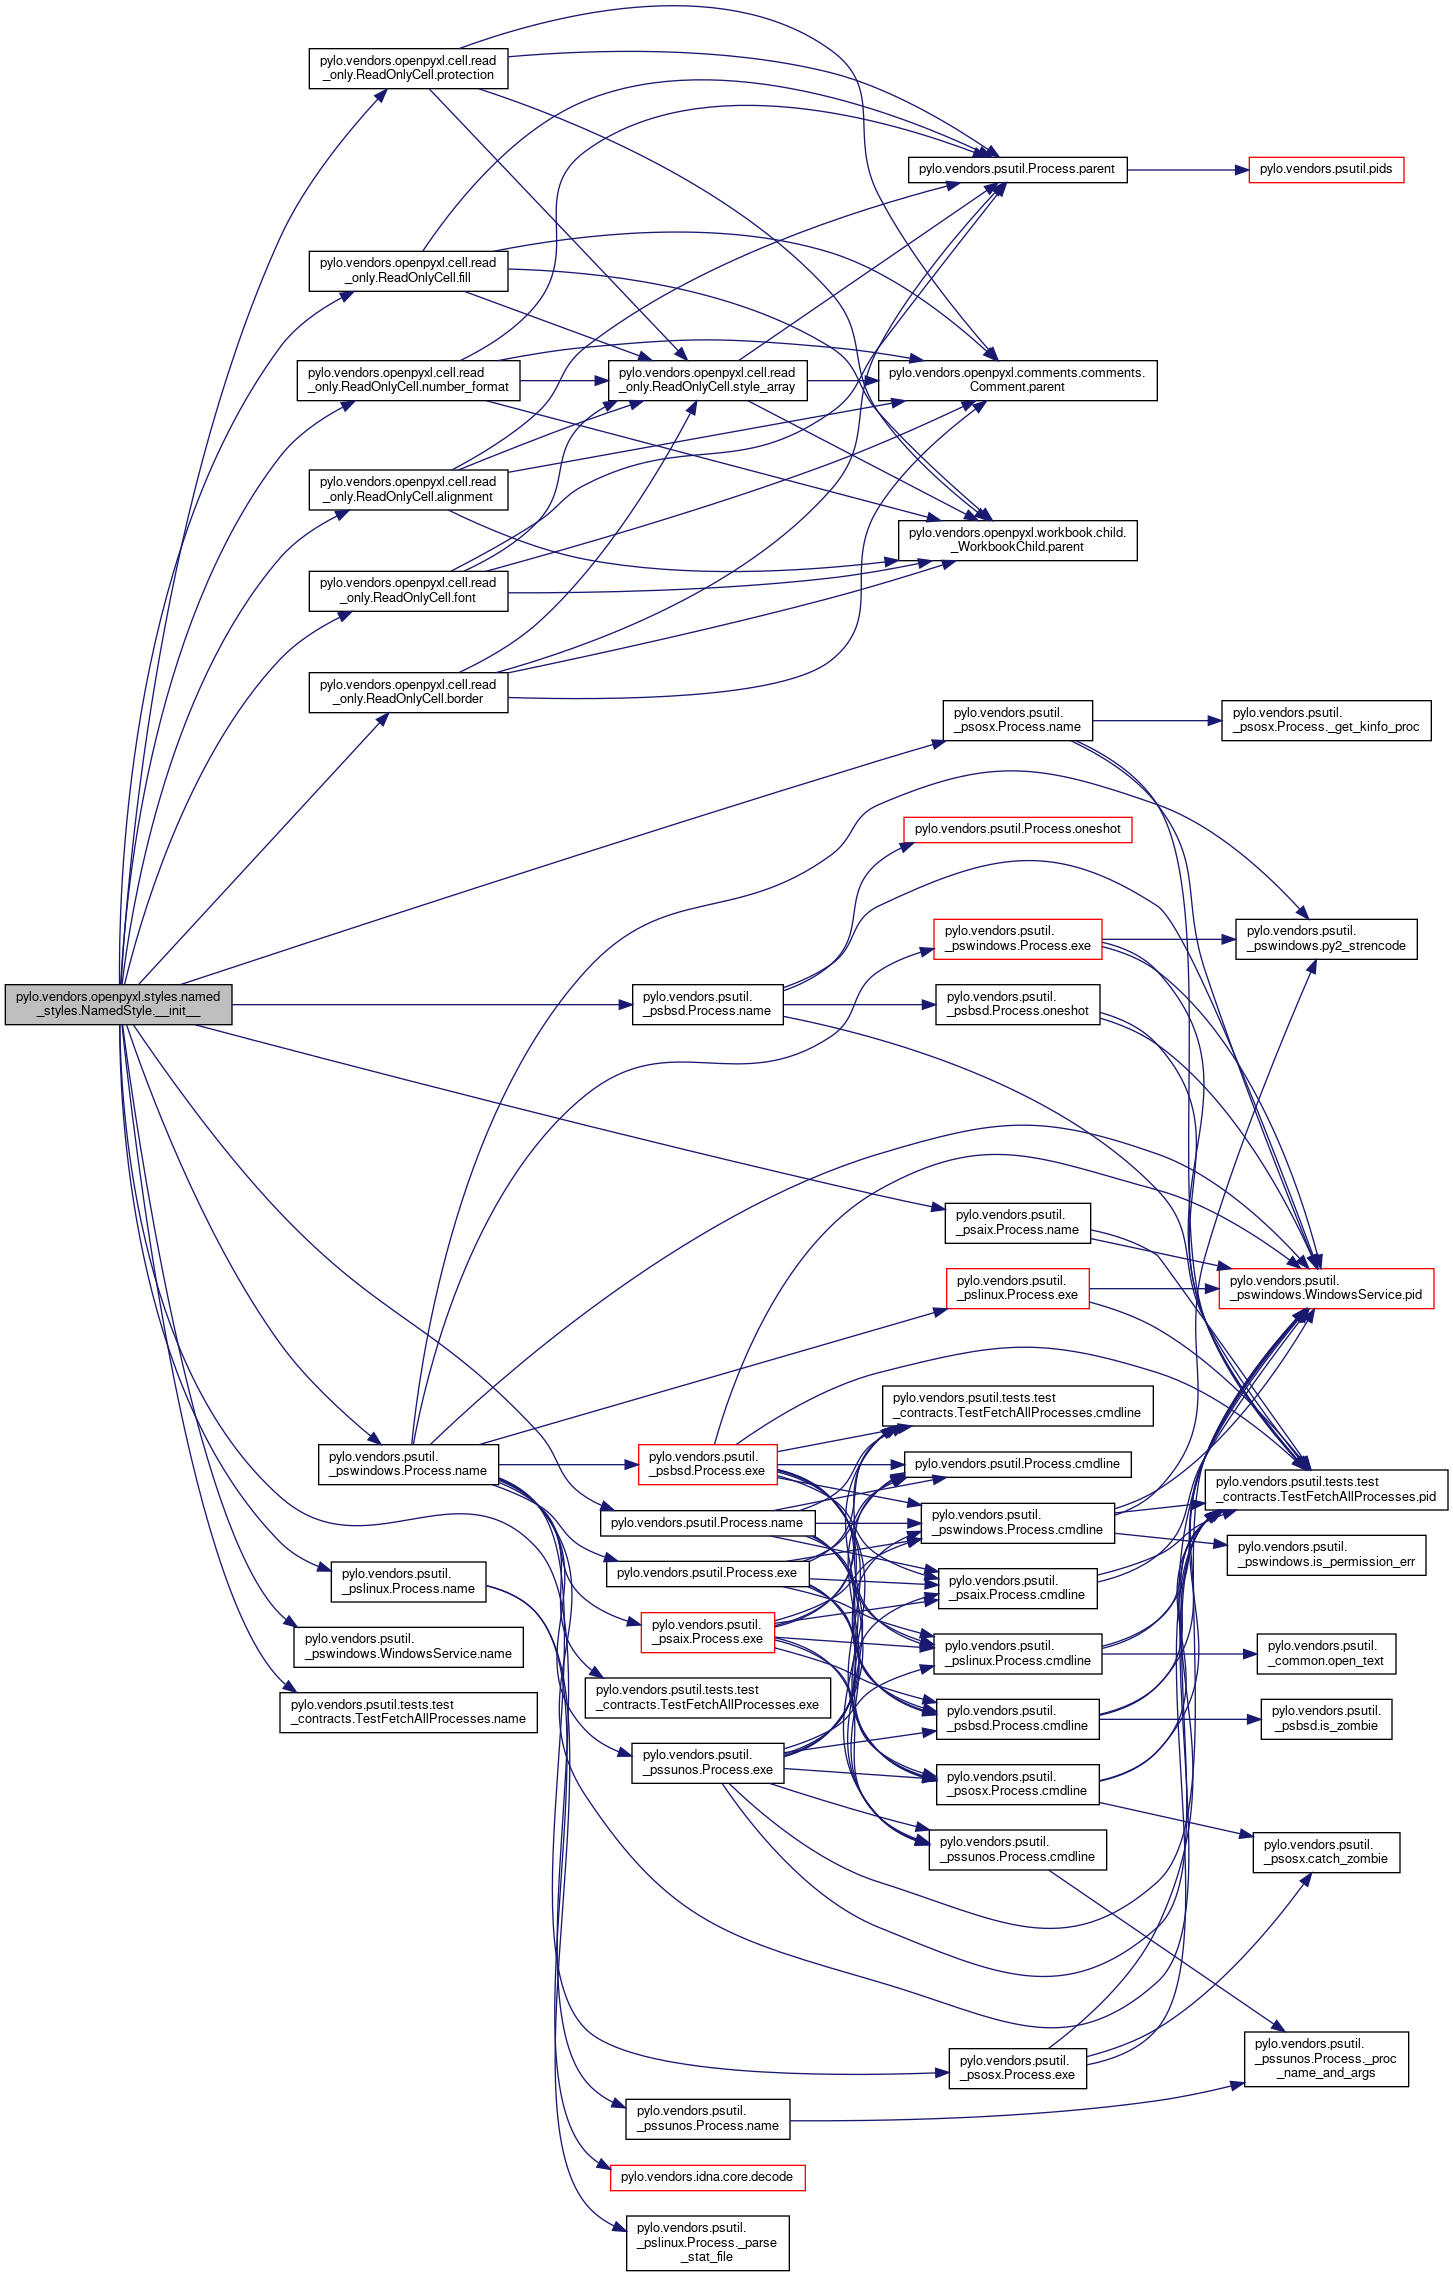 pylo.vendors.openpyxl.cell.read
_only.ReadOnlyCell.protection
pylo.vendors.psutil.Process.parent
pylo.vendors.psutil.pids
pylo.vendors.openpyxl.cell.read
_only.ReadOnlyCell.fill
pylo.vendors.openpyxl.cell.read
_only.ReadOnlyCell.number_format
pylo.vendors.openpyxl.cell.read
_only.ReadOnlyCell.style_array
pylo.vendors.openpyxl.comments.comments.
Comment.parent
pylo.vendors.openpyxl.cell.read
_only.ReadOnlyCell.alignment
pylo.vendors.openpyxl.workbook.child.
_WorkbookChild.parent
pylo.vendors.openpyxl.cell.read
_only.ReadOnlyCell.font
pylo.vendors.openpyxl.cell.read
_only.ReadOnlyCell.border
pylo.vendors.psutil.
_psosx.Process.name
pylo.vendors.psutil.
_psosx.Process._get_kinfo_proc
pylo.vendors.psutil.Process.oneshot
pylo.vendors.psutil.
_pswindows.Process.exe
pylo.vendors.psutil.
_pswindows.py2_strencode
pylo.vendors.openpyxl.styles.named
_styles.NamedStyle.__init__
pylo.vendors.psutil.
_psbsd.Process.name
pylo.vendors.psutil.
_psbsd.Process.oneshot
pylo.vendors.psutil.
_psaix.Process.name
pylo.vendors.psutil.
_pslinux.Process.exe
pylo.vendors.psutil.
_pswindows.WindowsService.pid
pylo.vendors.psutil.tests.test
_contracts.TestFetchAllProcesses.cmdline
pylo.vendors.psutil.
_pswindows.Process.name
pylo.vendors.psutil.
_psbsd.Process.exe
pylo.vendors.psutil.Process.cmdline
pylo.vendors.psutil.tests.test
_contracts.TestFetchAllProcesses.pid
pylo.vendors.psutil.Process.name
pylo.vendors.psutil.
_pswindows.Process.cmdline
pylo.vendors.psutil.
_pswindows.is_permission_err
pylo.vendors.psutil.Process.exe
pylo.vendors.psutil.
_pslinux.Process.name
pylo.vendors.psutil.
_psaix.Process.cmdline
pylo.vendors.psutil.
_psaix.Process.exe
pylo.vendors.psutil.
_pswindows.WindowsService.name
pylo.vendors.psutil.
_pslinux.Process.cmdline
pylo.vendors.psutil.
_common.open_text
pylo.vendors.psutil.tests.test
_contracts.TestFetchAllProcesses.exe
pylo.vendors.psutil.tests.test
_contracts.TestFetchAllProcesses.name
pylo.vendors.psutil.
_psbsd.Process.cmdline
pylo.vendors.psutil.
_psbsd.is_zombie
pylo.vendors.psutil.
_pssunos.Process.exe
pylo.vendors.psutil.
_psosx.Process.cmdline
pylo.vendors.psutil.
_pssunos.Process.cmdline
pylo.vendors.psutil.
_psosx.catch_zombie
pylo.vendors.psutil.
_psosx.Process.exe
pylo.vendors.psutil.
_pssunos.Process._proc
_name_and_args
pylo.vendors.psutil.
_pssunos.Process.name
pylo.vendors.idna.core.decode
pylo.vendors.psutil.
_pslinux.Process._parse
_stat_file